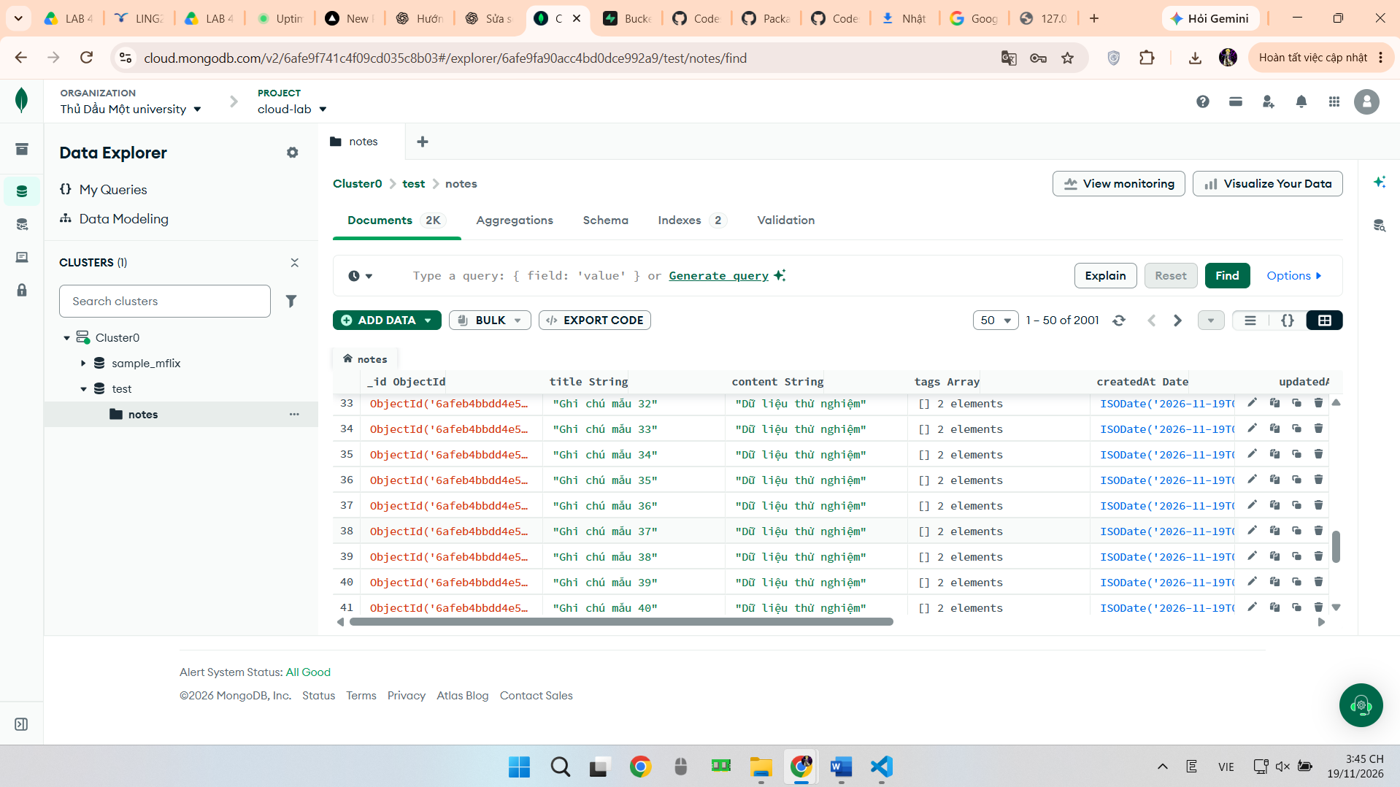 LAB 4
LING2
LAB 4
Uptin
New
Hướn
Sửa s
C
Bucke
Code
Packa
Code
Nhật
Goog
127.0
Hỏi Gemini
cloud.mongodb.com/v2/6afe9f741c4f09cd035c8b03#/explorer/6afe9fa90acc4bd0dce992a9/test/notes/find
Hoàn tất việc cập nhật
ORGANIZATION
Thủ Dầu Một university
PROJECT
cloud-lab
Data Explorer
My Queries
Data Modeling
CLUSTERS (1)
Search clusters
Cluster0
sample_mflix
test
notes
notes
Cluster0 > test > notes
View monitoring
Visualize Your Data
Documents 2K Aggregations Schema Indexes 2 Validation
Type a query: { field: 'value' } or Generate query
Explain
Reset
Find
Options
ADD DATA
BULK
EXPORT CODE
50
1 – 50 of 2001
notes
_id ObjectId title String content String tags Array createdAt Date updatedA
33 ObjectId('6afeb4bbdd4e5… "Ghi chú mẫu 32" "Dữ liệu thử nghiệm" [] 2 elements ISODate('2026-11-19T0
34 ObjectId('6afeb4bbdd4e5… "Ghi chú mẫu 33" "Dữ liệu thử nghiệm" [] 2 elements ISODate('2026-11-19T0
35 ObjectId('6afeb4bbdd4e5… "Ghi chú mẫu 34" "Dữ liệu thử nghiệm" [] 2 elements ISODate('2026-11-19T0
36 ObjectId('6afeb4bbdd4e5… "Ghi chú mẫu 35" "Dữ liệu thử nghiệm" [] 2 elements ISODate('2026-11-19T0
37 ObjectId('6afeb4bbdd4e5… "Ghi chú mẫu 36" "Dữ liệu thử nghiệm" [] 2 elements ISODate('2026-11-19T0
38 ObjectId('6afeb4bbdd4e5… "Ghi chú mẫu 37" "Dữ liệu thử nghiệm" [] 2 elements ISODate('2026-11-19T0
39 ObjectId('6afeb4bbdd4e5… "Ghi chú mẫu 38" "Dữ liệu thử nghiệm" [] 2 elements ISODate('2026-11-19T0
40 ObjectId('6afeb4bbdd4e5… "Ghi chú mẫu 39" "Dữ liệu thử nghiệm" [] 2 elements ISODate('2026-11-19T0
41 ObjectId('6afeb4bbdd4e5… "Ghi chú mẫu 40" "Dữ liệu thử nghiệm" [] 2 elements ISODate('2026-11-19T0
Alert System Status: All Good
©2026 MongoDB, Inc. Status Terms Privacy Atlas Blog Contact Sales
VIE
3:45 CH
19/11/2026